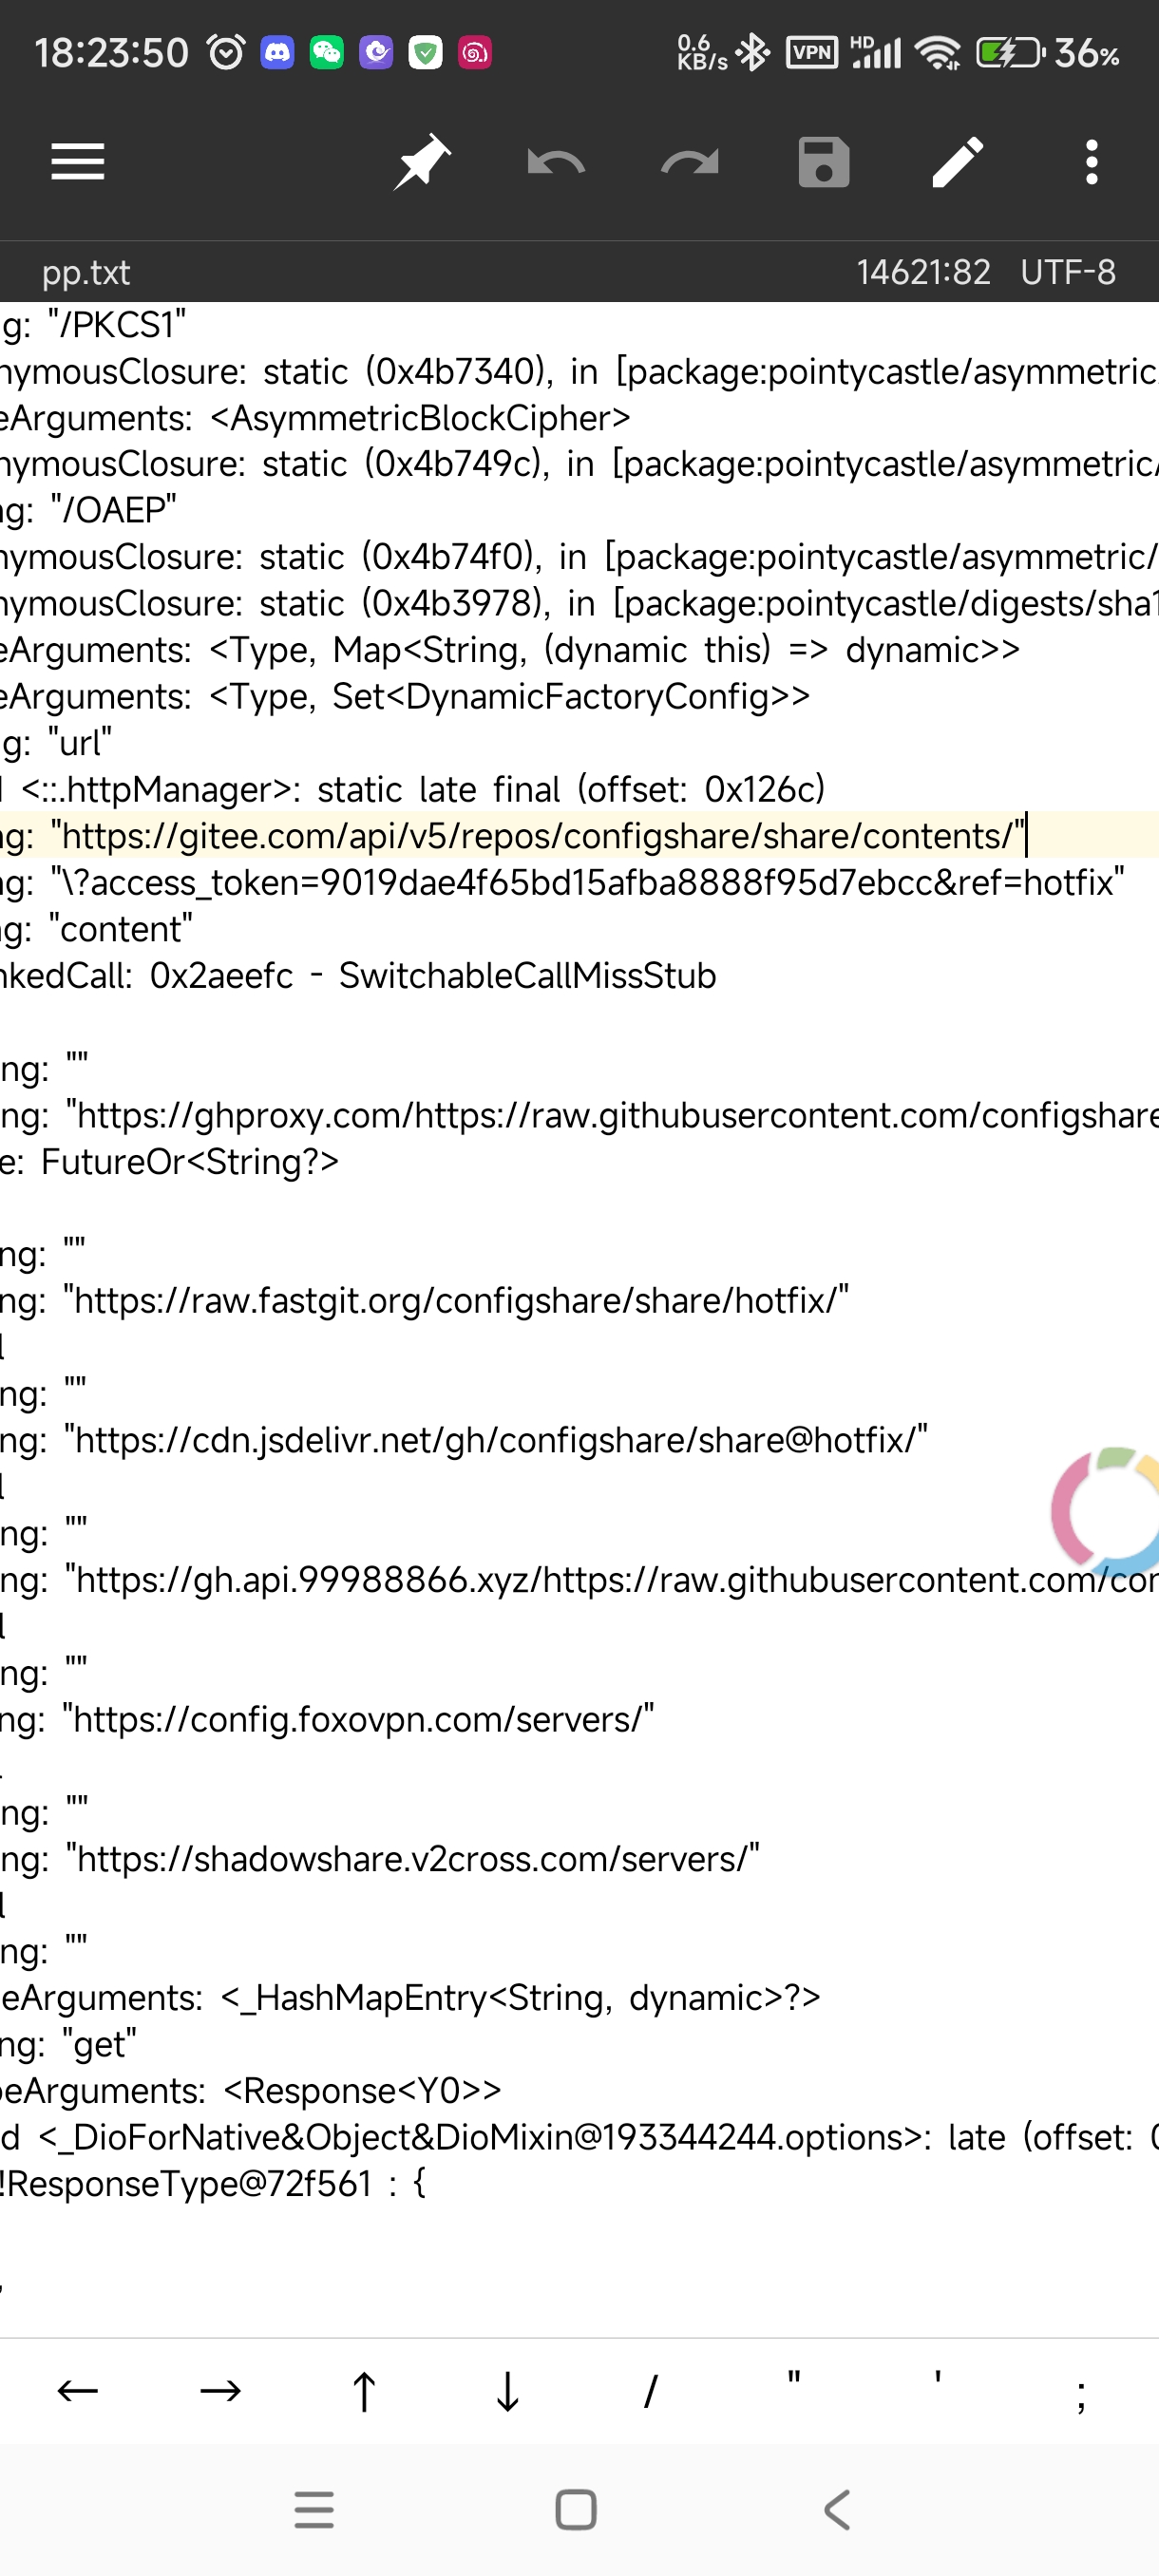 18:23:50 0.6 KB/s VPN HD 36%
pp.txt 14621:82 UTF-8
g: "/PKCS1"
nymousClosure: static (0x4b7340), in [package:pointycastle/asymmetric
eArguments: <AsymmetricBlockCipher>
nymousClosure: static (0x4b749c), in [package:pointycastle/asymmetric/
ng: "/OAEP"
nymousClosure: static (0x4b74f0), in [package:pointycastle/asymmetric/
nymousClosure: static (0x4b3978), in [package:pointycastle/digests/sha1
eArguments: <Type, Map<String, (dynamic this) => dynamic>>
eArguments: <Type, Set<DynamicFactoryConfig>>
g: "url"
d <::.httpManager>: static late final (offset: 0x126c)
ng: "https://gitee.com/api/v5/repos/configshare/share/contents/"
ng: "\?access_token=9019dae4f65bd15afba8888f95d7ebcc&ref=hotfix"
ng: "content"
nkedCall: 0x2aeefc - SwitchableCallMissStub
ng: ""
ng: "https://ghproxy.com/https://raw.githubusercontent.com/configshare
e: FutureOr<String?>
ng: ""
ng: "https://raw.fastgit.org/configshare/share/hotfix/"
l
ng: ""
ng: "https://cdn.jsdelivr.net/gh/configshare/share@hotfix/"
l
ng: ""
ng: "https://gh.api.99988866.xyz/https://raw.githubusercontent.com/con
l
ng: ""
ng: "https://config.foxovpn.com/servers/"
ng: ""
ng: "https://shadowshare.v2cross.com/servers/"
l
ng: ""
eArguments: <_HashMapEntry<String, dynamic>?>
ng: "get"
peArguments: <Response<Y0>>
d <_DioForNative&Object&DioMixin@193344244.options>: late (offset: 0
!ResponseType@72f561 : {
,
← → ↑ ↓ / " ' ;